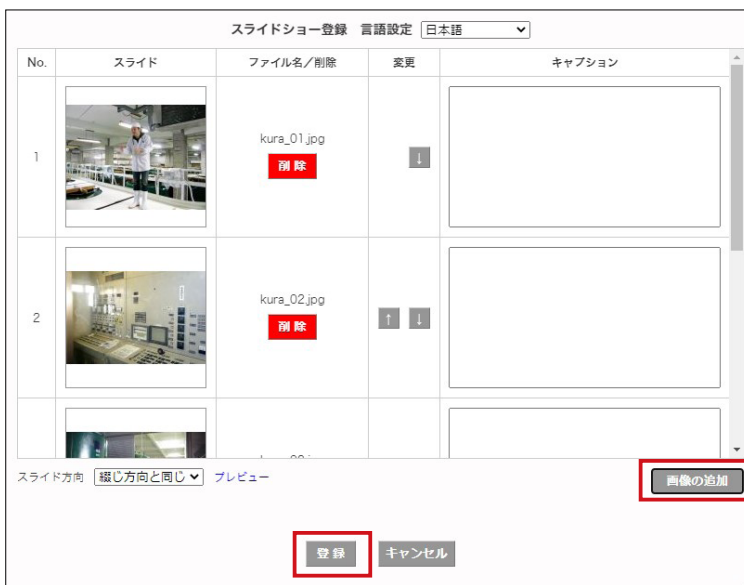 スライドショー登録 言語設定 日本語
No. スライド ファイル名／削除 変更 キャプション
1 kura_01.jpg ↓
削除
2 kura_02.jpg ↑ ↓
削除
スライド方向 綴じ方向と同じ プレビュー 画像の追加
登録 キャンセル